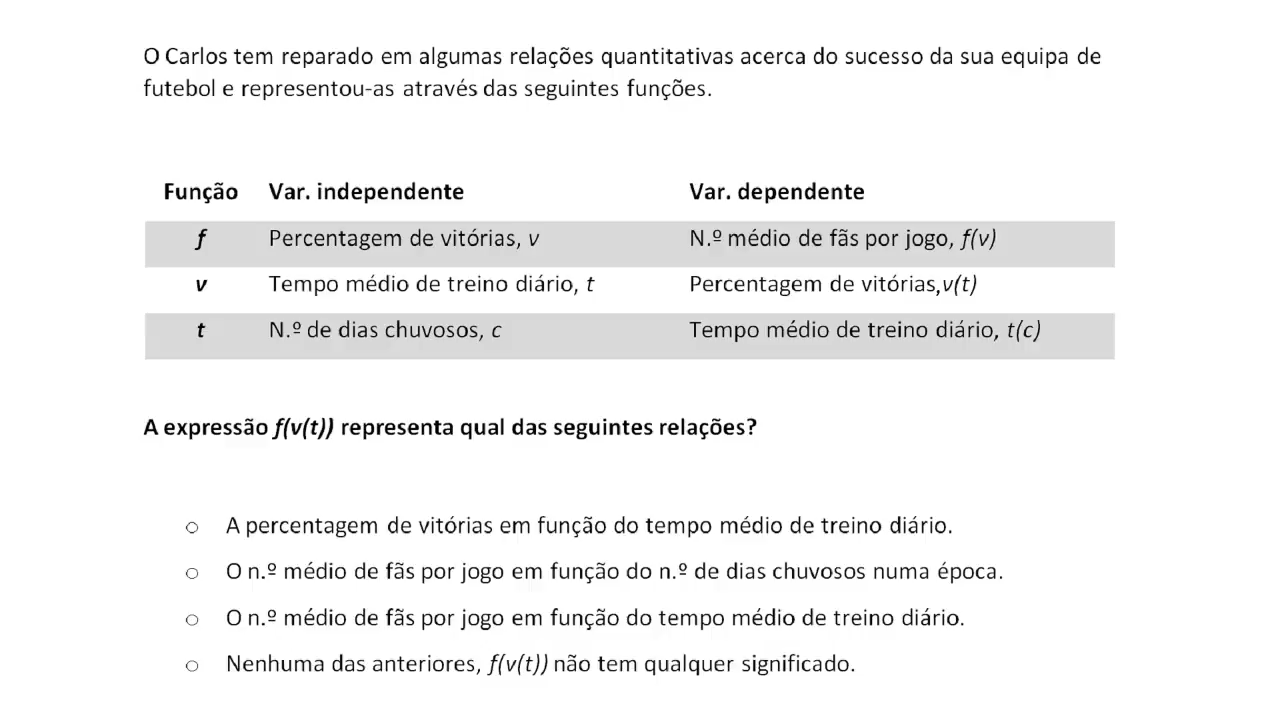 O Carlos tem reparado em algumas relações quantitativas acerca do sucesso da sua equipa de
futebol e representou-as através das seguintes funções.
Função Var. independente Var. dependente
f Percentagem de vitórias, v N.º médio de fãs por jogo, f(v)
v Tempo médio de treino diário, t Percentagem de vitórias,v(t)
t N.º de dias chuvosos, c Tempo médio de treino diário, t(c)
A expressão f(v(t)) representa qual das seguintes relações?
○ A percentagem de vitórias em função do tempo médio de treino diário.
○ O n.º médio de fãs por jogo em função do n.º de dias chuvosos numa época.
○ O n.º médio de fãs por jogo em função do tempo médio de treino diário.
○ Nenhuma das anteriores, f(v(t)) não tem qualquer significado.